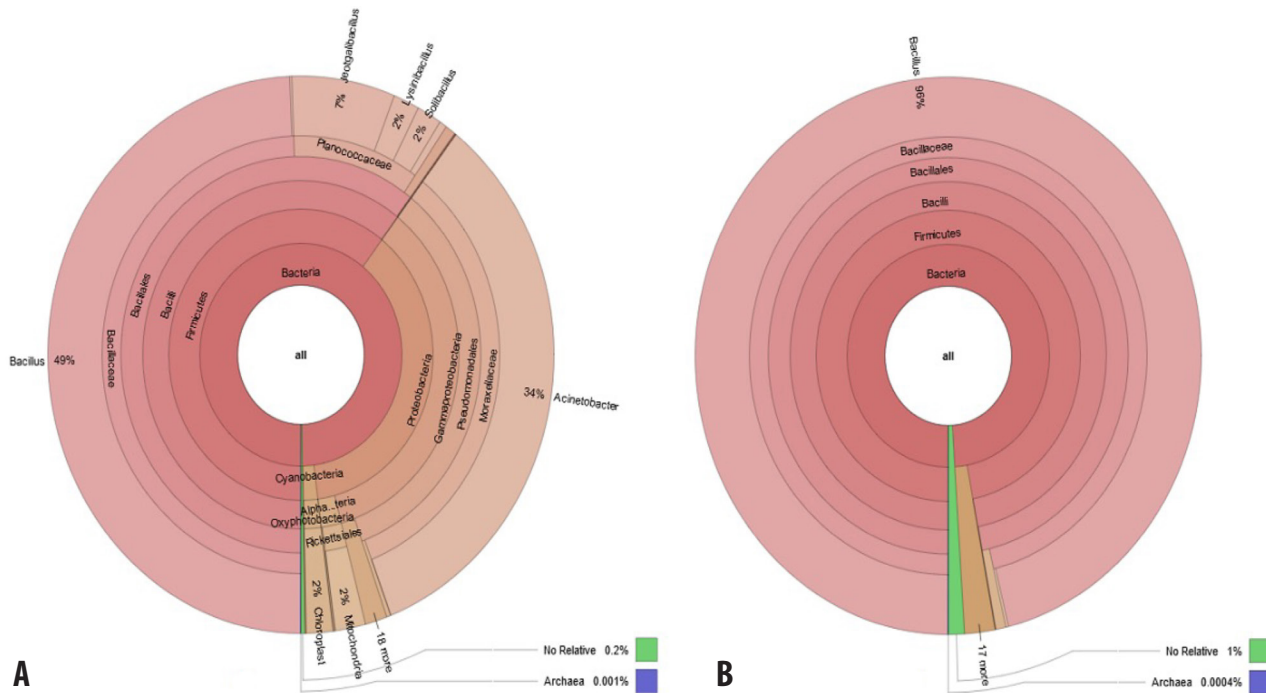 Jeotgalibacillus
7%
Lysinibacillus
2%
Solibacillus
2%
Planococcaceae
Bacteria
Firmicutes
Bacilli
Bacillales
Bacillaceae
Bacillus 49%
all
Proteobacteria
Gammaproteobacteria
Pseudomonadales
Moraxellaceae
34% Acinetobacter
Cyanobacteria
Alpha...teria
Oxyphotobacteria
Rickettsiales
2% Chloroplast
2% Mitochondria
18 more
No Relative 0.2%
Archaea 0.001%
A
Bacillus
96%
Bacillaceae
Bacillales
Bacilli
Firmicutes
Bacteria
all
17 more
No Relative 1%
Archaea 0.0004%
B